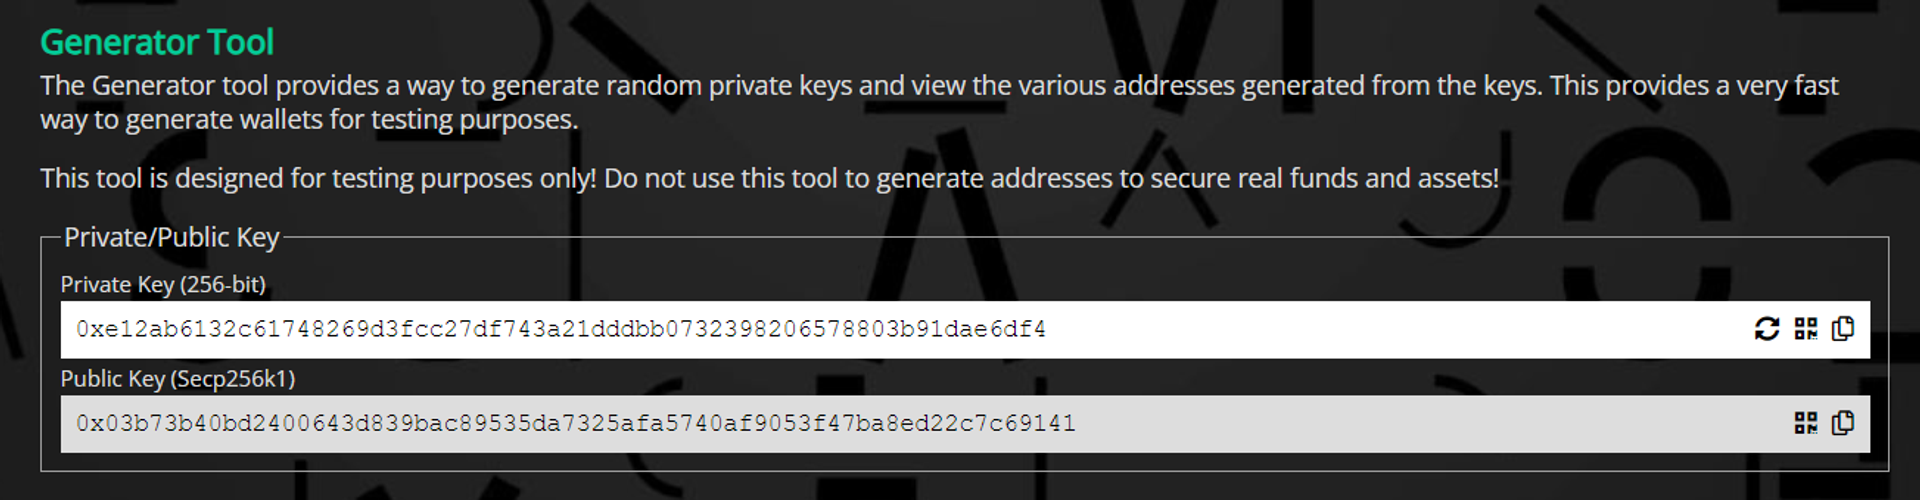 Generator Tool
The Generator tool provides a way to generate random private keys and view the various addresses generated from the keys. This provides a very fast
way to generate wallets for testing purposes.
This tool is designed for testing purposes only! Do not use this tool to generate addresses to secure real funds and assets!
Private/Public Key
Private Key (256-bit)
0xe12ab6132c61748269d3fcc27df743a21dddbb0732398206578803b91dae6df4
Public Key (Secp256k1)
0x03b73b40bd2400643d839bac89535da7325afa5740af9053f47ba8ed22c7c69141